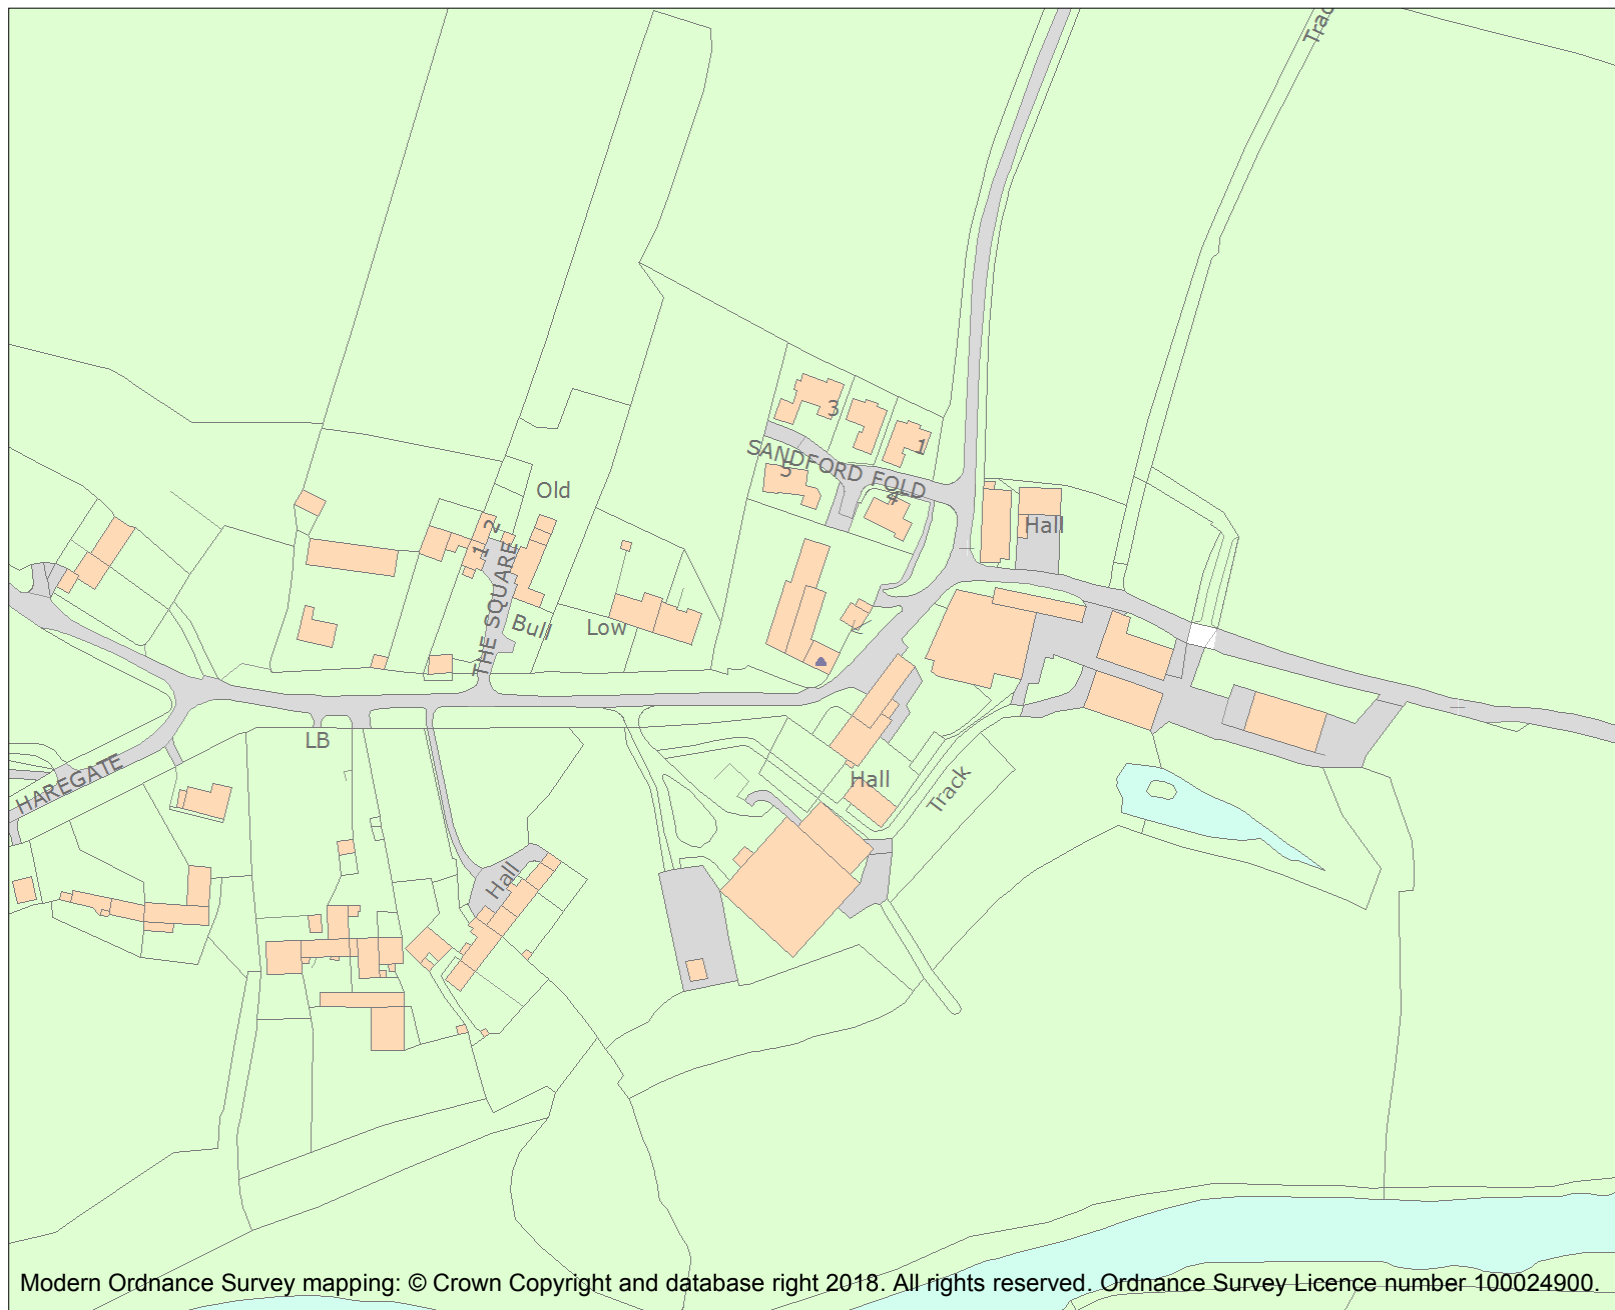 Trac
3
1
SANDFORD FOLD
5
4
Old
2
1
Hall
THE SQUARE
Bull
Low
LB
HAREGATE
Hall
Track
Hall
Modern Ordnance Survey mapping: © Crown Copyright and database right 2018. All rights reserved. Ordnance Survey Licence number 100024900.